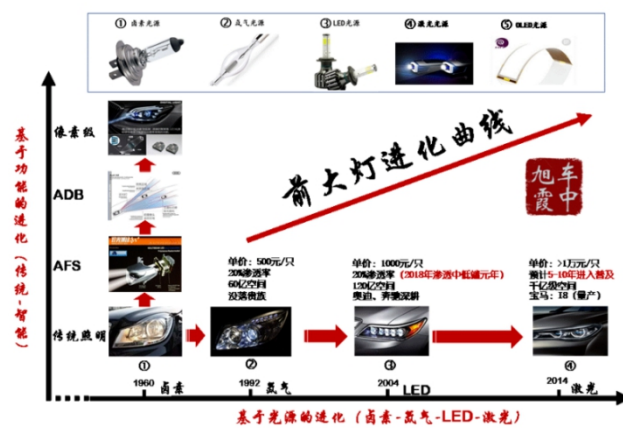 ① 卤素光源
② 氙气光源
③ LED光源
④ 激光光源
⑤ OLED光源
前大灯进化曲线
车中旭霞
基于功能的进化（传统-智能）
像素级
ADB
AFS
传统照明
单价：500元/只
20%渗透率
60亿空间
没落贵族
单价：1000元/只
20%渗透率（2018年渗透中低端元年）
120亿空间
奥迪、奔驰深耕
单价：>1万元/只
预计5-10年进入普及
千亿级空间
宝马：I8（量产）
①
②
③
④
1960 卤素
1992 氙气
2004 LED
2014 激光
基于光源的进化（卤素-氙气-LED-激光）